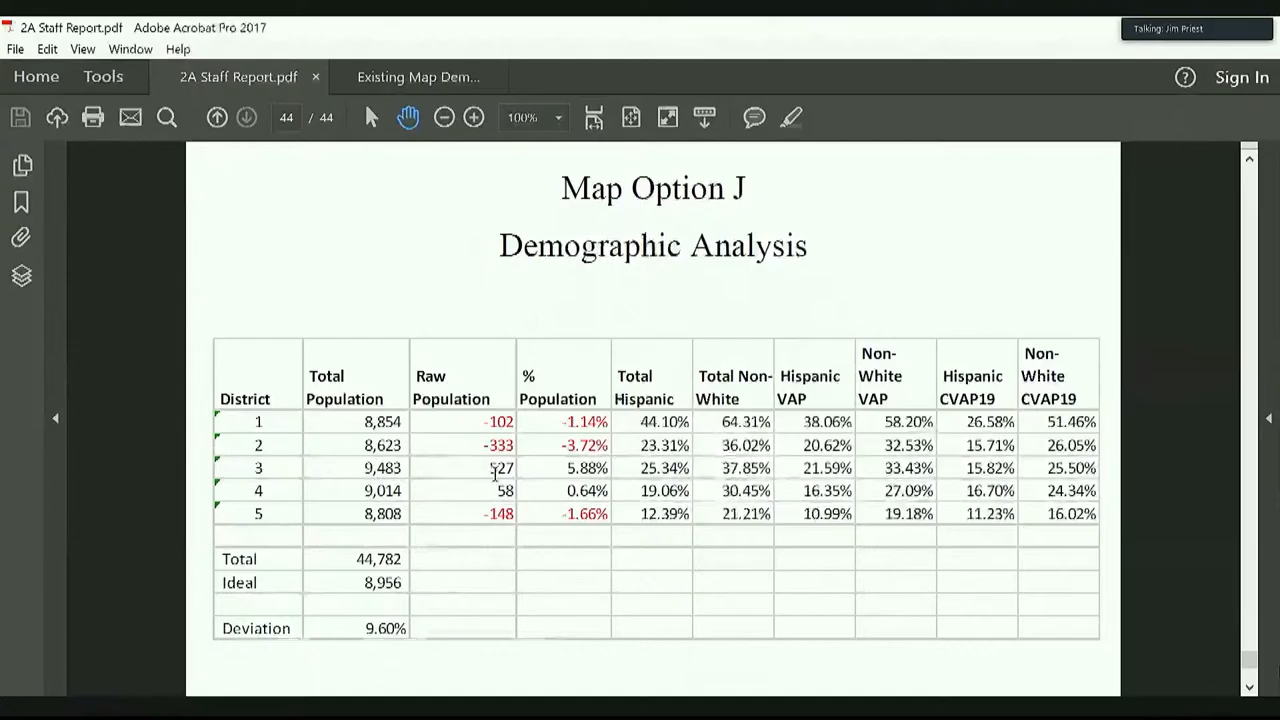 2A Staff Report.pdf   Adobe Acrobat Pro 2017
Talking: Jim Priest
File Edit View Window Help
Home Tools 2A Staff Report.pdf × Existing Map Dem... ? Sign In
44 / 44 100%
Map Option J
Demographic Analysis
District Total Population Raw Population % Population Total Hispanic Total Non-White Hispanic VAP Non-White VAP Hispanic CVAP19 Non-White CVAP19
1 8,854 -102 -1.14% 44.10% 64.31% 38.06% 58.20% 26.58% 51.46%
2 8,623 -333 -3.72% 23.31% 36.02% 20.62% 32.53% 15.71% 26.05%
3 9,483 527 5.88% 25.34% 37.85% 21.59% 33.43% 15.82% 25.50%
4 9,014 58 0.64% 19.06% 30.45% 16.35% 27.09% 16.70% 24.34%
5 8,808 -148 -1.66% 12.39% 21.21% 10.99% 19.18% 11.23% 16.02%
Total 44,782
Ideal 8,956
Deviation 9.60%